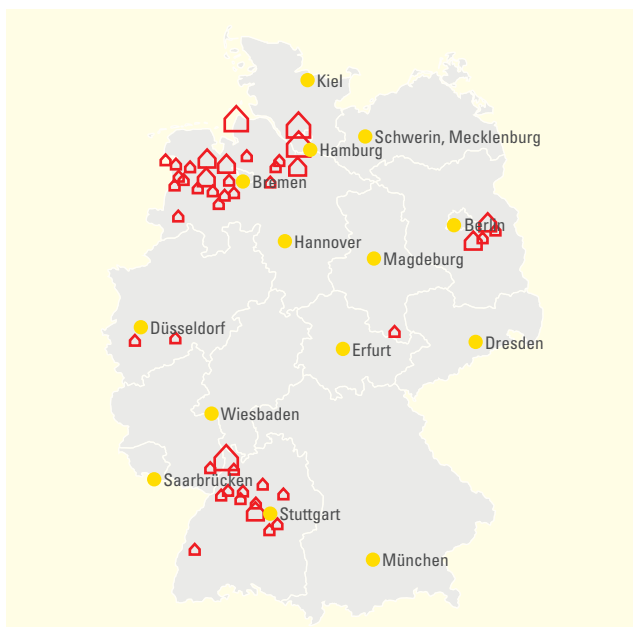 Kiel
Schwerin, Mecklenburg
Hamburg
Bremen
Berlin
Hannover
Magdeburg
Düsseldorf
Dresden
Erfurt
Wiesbaden
Saarbrücken
Stuttgart
München